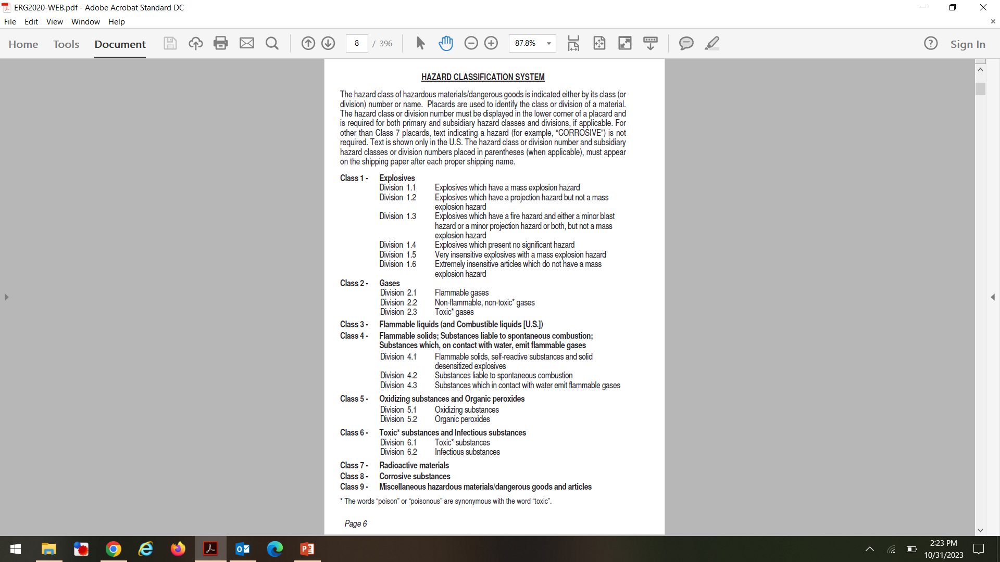 ERG2020-WEB.pdf - Adobe Acrobat Standard DC
File Edit View Window Help
Home Tools Document 8 / 396 87.8% Sign In
HAZARD CLASSIFICATION SYSTEM
The hazard class of hazardous materials/dangerous goods is indicated either by its class (or
division) number or name. Placards are used to identify the class or division of a material.
The hazard class or division number must be displayed in the lower corner of a placard and
is required for both primary and subsidiary hazard classes and divisions, if applicable. For
other than Class 7 placards, text indicating a hazard (for example, “CORROSIVE”) is not
required. Text is shown only in the U.S. The hazard class or division number and subsidiary
hazard classes or division numbers placed in parentheses (when applicable), must appear
on the shipping paper after each proper shipping name.
Class 1 - Explosives
Division 1.1 Explosives which have a mass explosion hazard
Division 1.2 Explosives which have a projection hazard but not a mass
explosion hazard
Division 1.3 Explosives which have a fire hazard and either a minor blast
hazard or a minor projection hazard or both, but not a mass
explosion hazard
Division 1.4 Explosives which present no significant hazard
Division 1.5 Very insensitive explosives with a mass explosion hazard
Division 1.6 Extremely insensitive articles which do not have a mass
explosion hazard
Class 2 - Gases
Division 2.1 Flammable gases
Division 2.2 Non-flammable, non-toxic* gases
Division 2.3 Toxic* gases
Class 3 - Flammable liquids (and Combustible liquids [U.S.])
Class 4 - Flammable solids; Substances liable to spontaneous combustion;
Substances which, on contact with water, emit flammable gases
Division 4.1 Flammable solids, self-reactive substances and solid
desensitized explosives
Division 4.2 Substances liable to spontaneous combustion
Division 4.3 Substances which in contact with water emit flammable gases
Class 5 - Oxidizing substances and Organic peroxides
Division 5.1 Oxidizing substances
Division 5.2 Organic peroxides
Class 6 - Toxic* substances and Infectious substances
Division 6.1 Toxic* substances
Division 6.2 Infectious substances
Class 7 - Radioactive materials
Class 8 - Corrosive substances
Class 9 - Miscellaneous hazardous materials/dangerous goods and articles
* The words “poison” or “poisonous” are synonymous with the word “toxic”.
Page 6
2:23 PM
10/31/2023